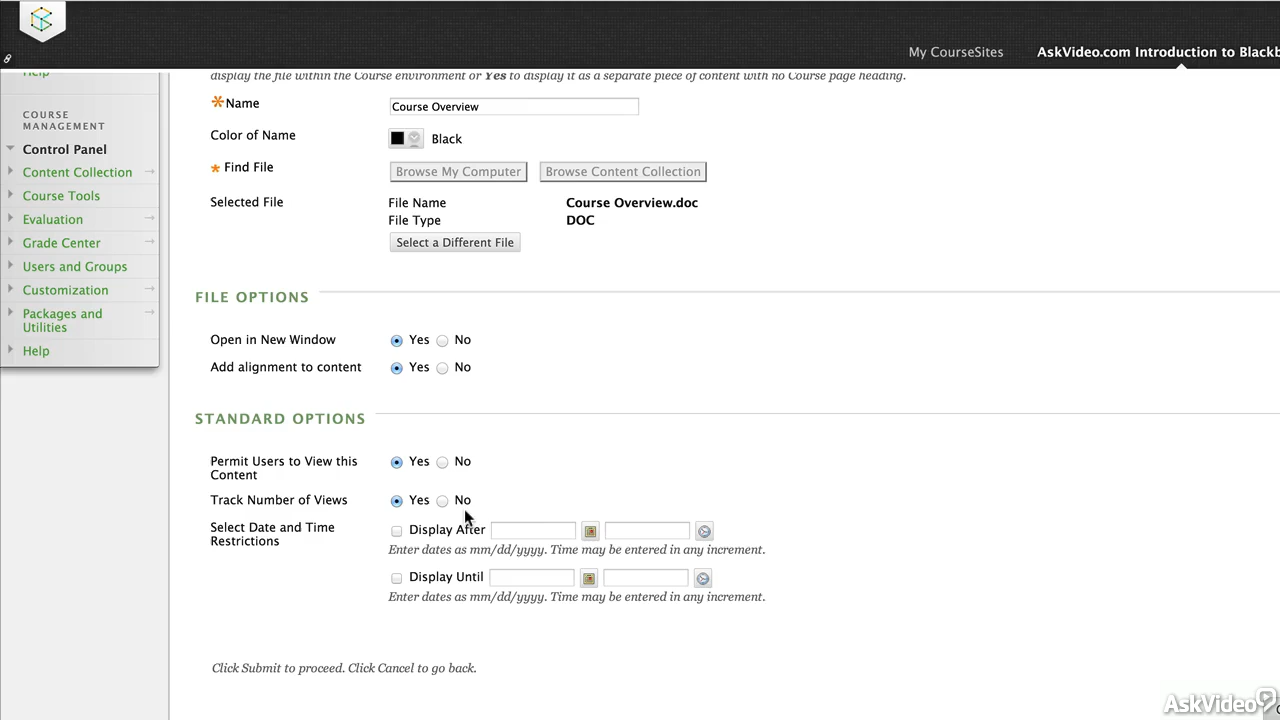 My CourseSites
AskVideo.com Introduction to Blackb
Help
display the file within the Course environment or Yes to display it as a separate piece of content with no Course page heading.
COURSE
MANAGEMENT
Control Panel
Content Collection
Course Tools
Evaluation
Grade Center
Users and Groups
Customization
Packages and
Utilities
Help
Name
Course Overview
Color of Name
Black
Find File
Browse My Computer
Browse Content Collection
Selected File
File Name
Course Overview.doc
File Type
DOC
Select a Different File
FILE OPTIONS
Open in New Window
Yes
No
Add alignment to content
Yes
No
STANDARD OPTIONS
Permit Users to View this
Content
Yes
No
Track Number of Views
Yes
No
Select Date and Time
Restrictions
Display After
Enter dates as mm/dd/yyyy. Time may be entered in any increment.
Display Until
Enter dates as mm/dd/yyyy. Time may be entered in any increment.
Click Submit to proceed. Click Cancel to go back.
AskVideo